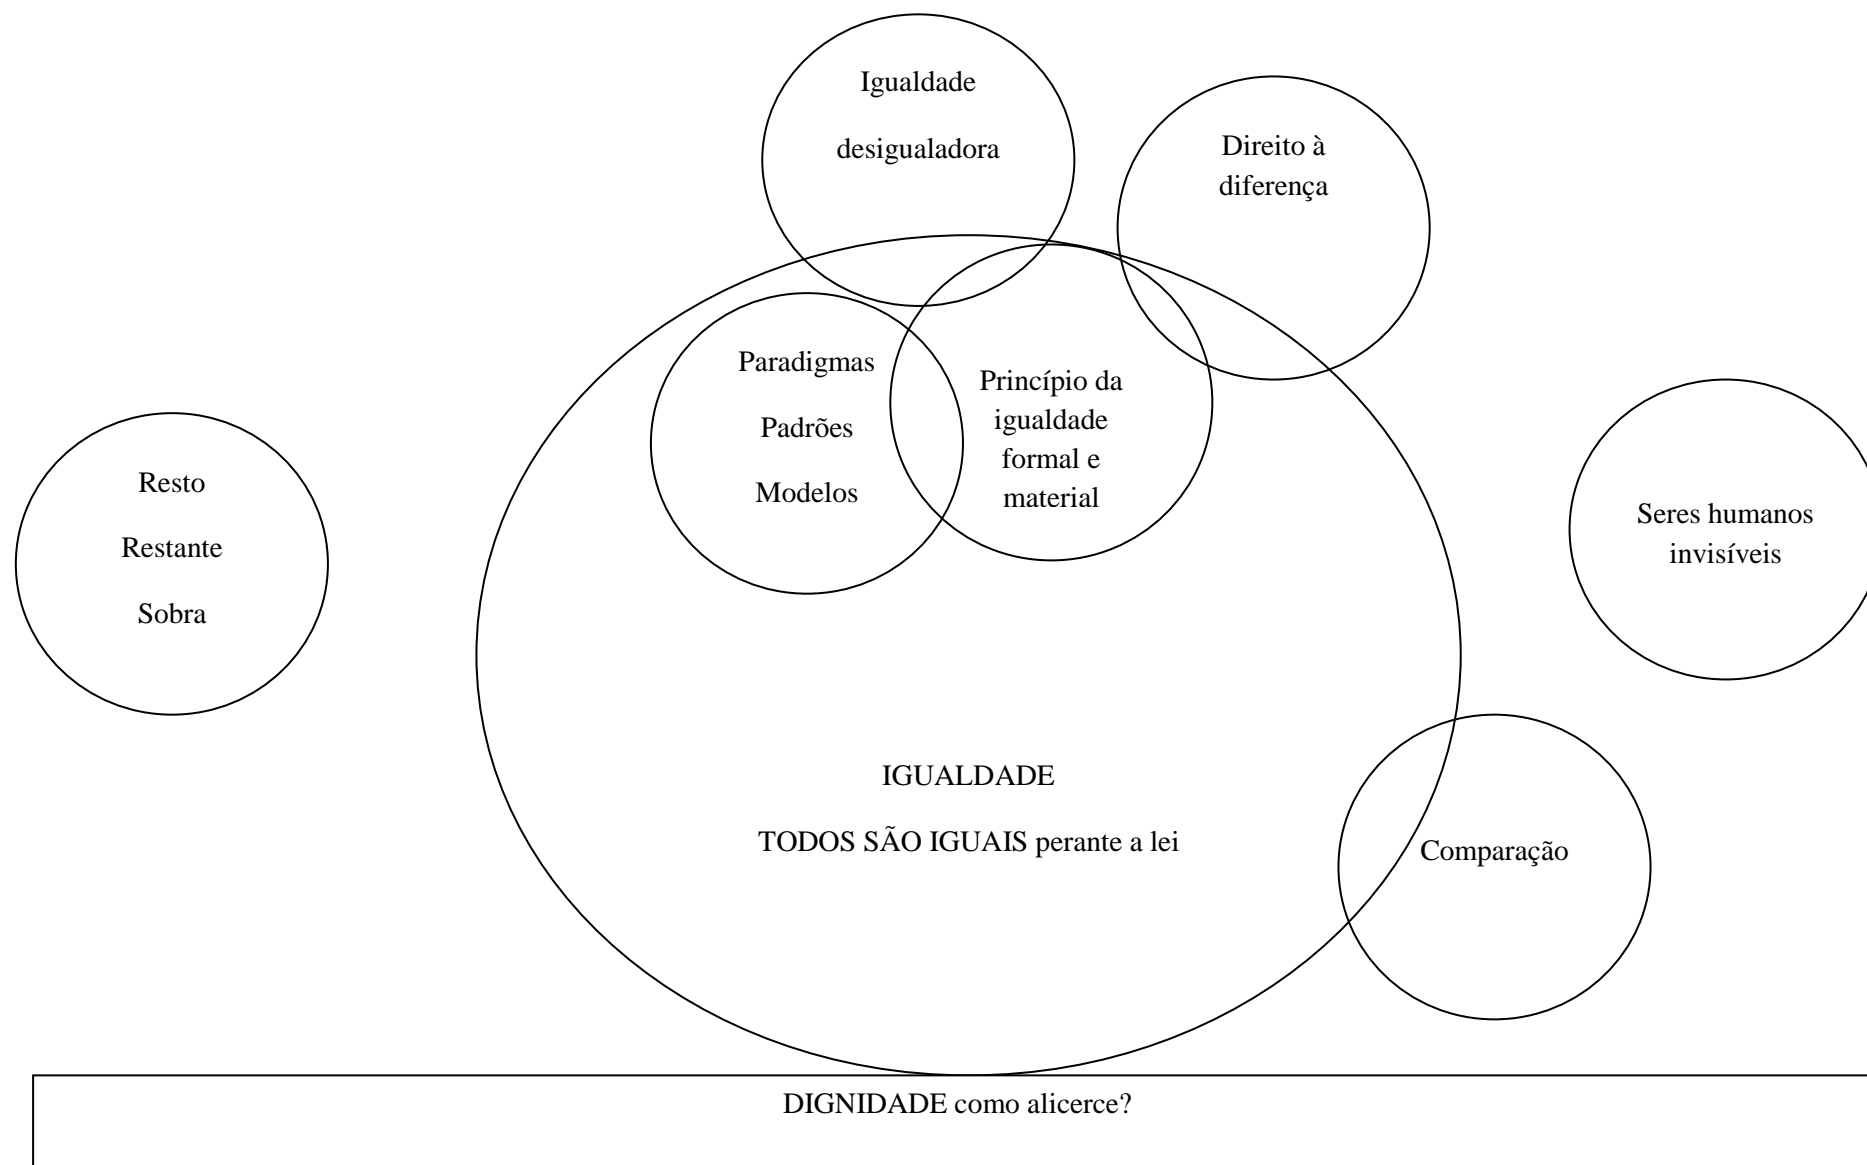 Igualdade
desigualadora
Direito à
diferença
Paradigmas
Padrões
Modelos
Princípio da
igualdade
formal e
material
Resto
Restante
Sobra
Seres humanos
invisíveis
IGUALDADE
TODOS SÃO IGUAIS perante a lei
Comparação
DIGNIDADE como alicerce?